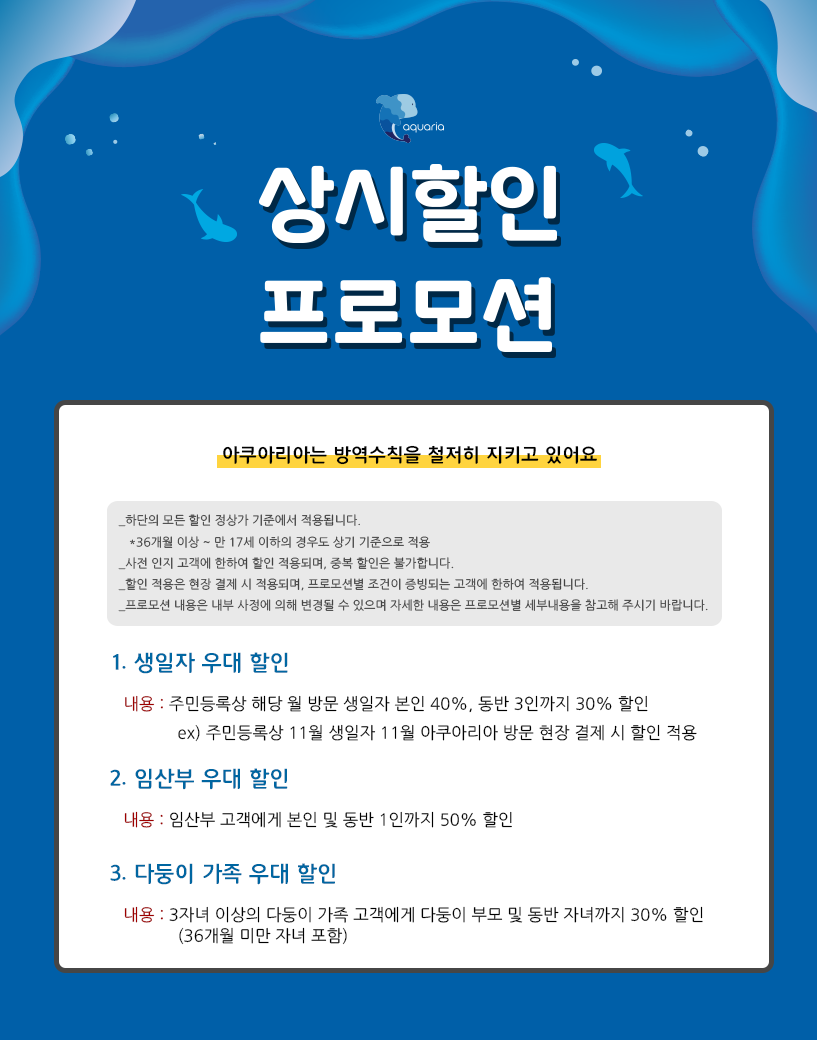 aquaria
상시할인
프로모션
아쿠아리아는 방역수칙을 철저히 지키고 있어요
_하단의 모든 할인 정상가 기준에서 적용됩니다.
*36개월 이상 ~ 만 17세 이하의 경우도 상기 기준으로 적용
_사전 인지 고객에 한하여 할인 적용되며, 중복 할인은 불가합니다.
_할인 적용은 현장 결제 시 적용되며, 프로모션별 조건이 증빙되는 고객에 한하여 적용됩니다.
_프로모션 내용은 내부 사정에 의해 변경될 수 있으며 자세한 내용은 프로모션별 세부내용을 참고해 주시기 바랍니다.
1. 생일자 우대 할인
내용 : 주민등록상 해당 월 방문 생일자 본인 40%, 동반 3인까지 30% 할인
ex) 주민등록상 11월 생일자 11월 아쿠아리아 방문 현장 결제 시 할인 적용
2. 임산부 우대 할인
내용 : 임산부 고객에게 본인 및 동반 1인까지 50% 할인
3. 다둥이 가족 우대 할인
내용 : 3자녀 이상의 다둥이 가족 고객에게 다둥이 부모 및 동반 자녀까지 30% 할인
(36개월 미만 자녀 포함)